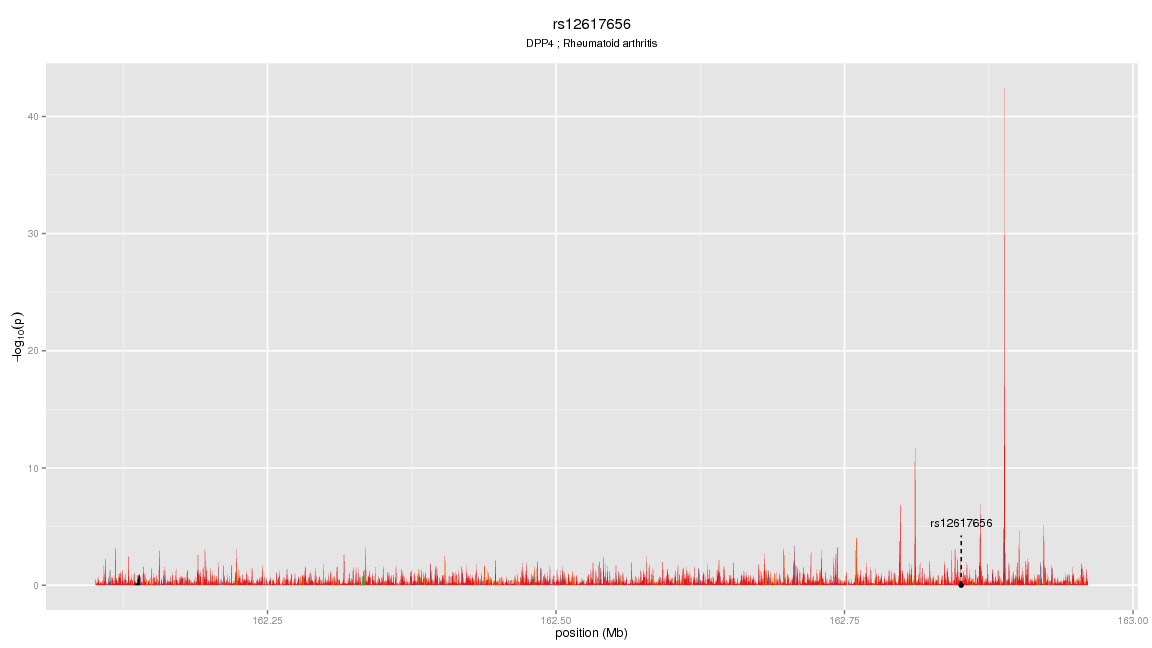 rs12617656
DPP4 ; Rheumatoid arthritis
40
30
20
10
0
−log10(p)
rs12617656
162.25
162.50
162.75
163.00
position (Mb)